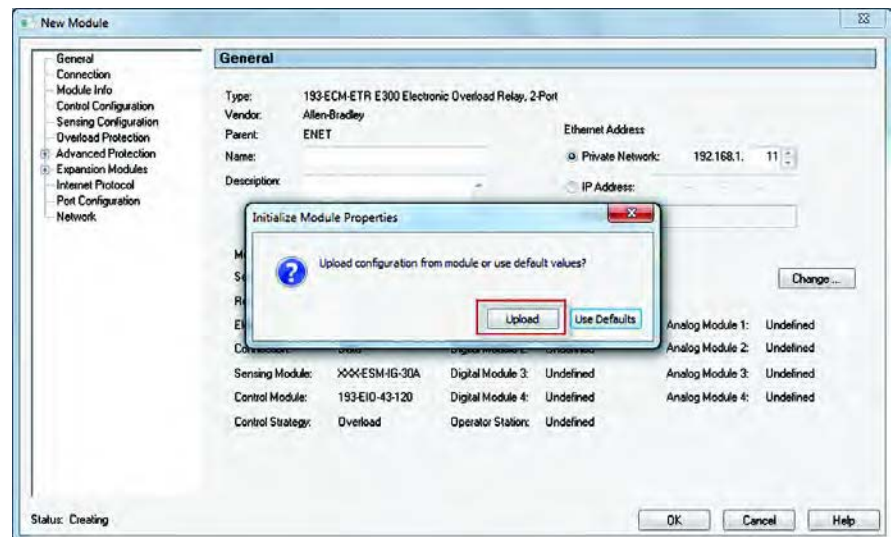 New Module
General
Connection
Module Info
Control Configuration
Sensing Configuration
Overload Protection
Advanced Protection
Expansion Modules
Internet Protocol
Port Configuration
Network
General
Type: 193-ECM-ETR E300 Electronic Overload Relay, 2-Port
Vendor: Allen-Bradley
Parent: ENET
Ethernet Address
Name:
Private Network: 192.168.1. 11
Description:
IP Address:
Initialize Module Properties
Upload configuration from module or use default values?
Upload Use Defaults
Change ...
Analog Module 1: Undefined
Analog Module 2: Undefined
Sensing Module: XXX-ESM-IG-30A Digital Module 3: Undefined Analog Module 3: Undefined
Control Module: 193-EIO-43-120 Digital Module 4: Undefined Analog Module 4: Undefined
Control Strategy: Overload Operator Station: Undefined
Status: Creating
OK Cancel Help